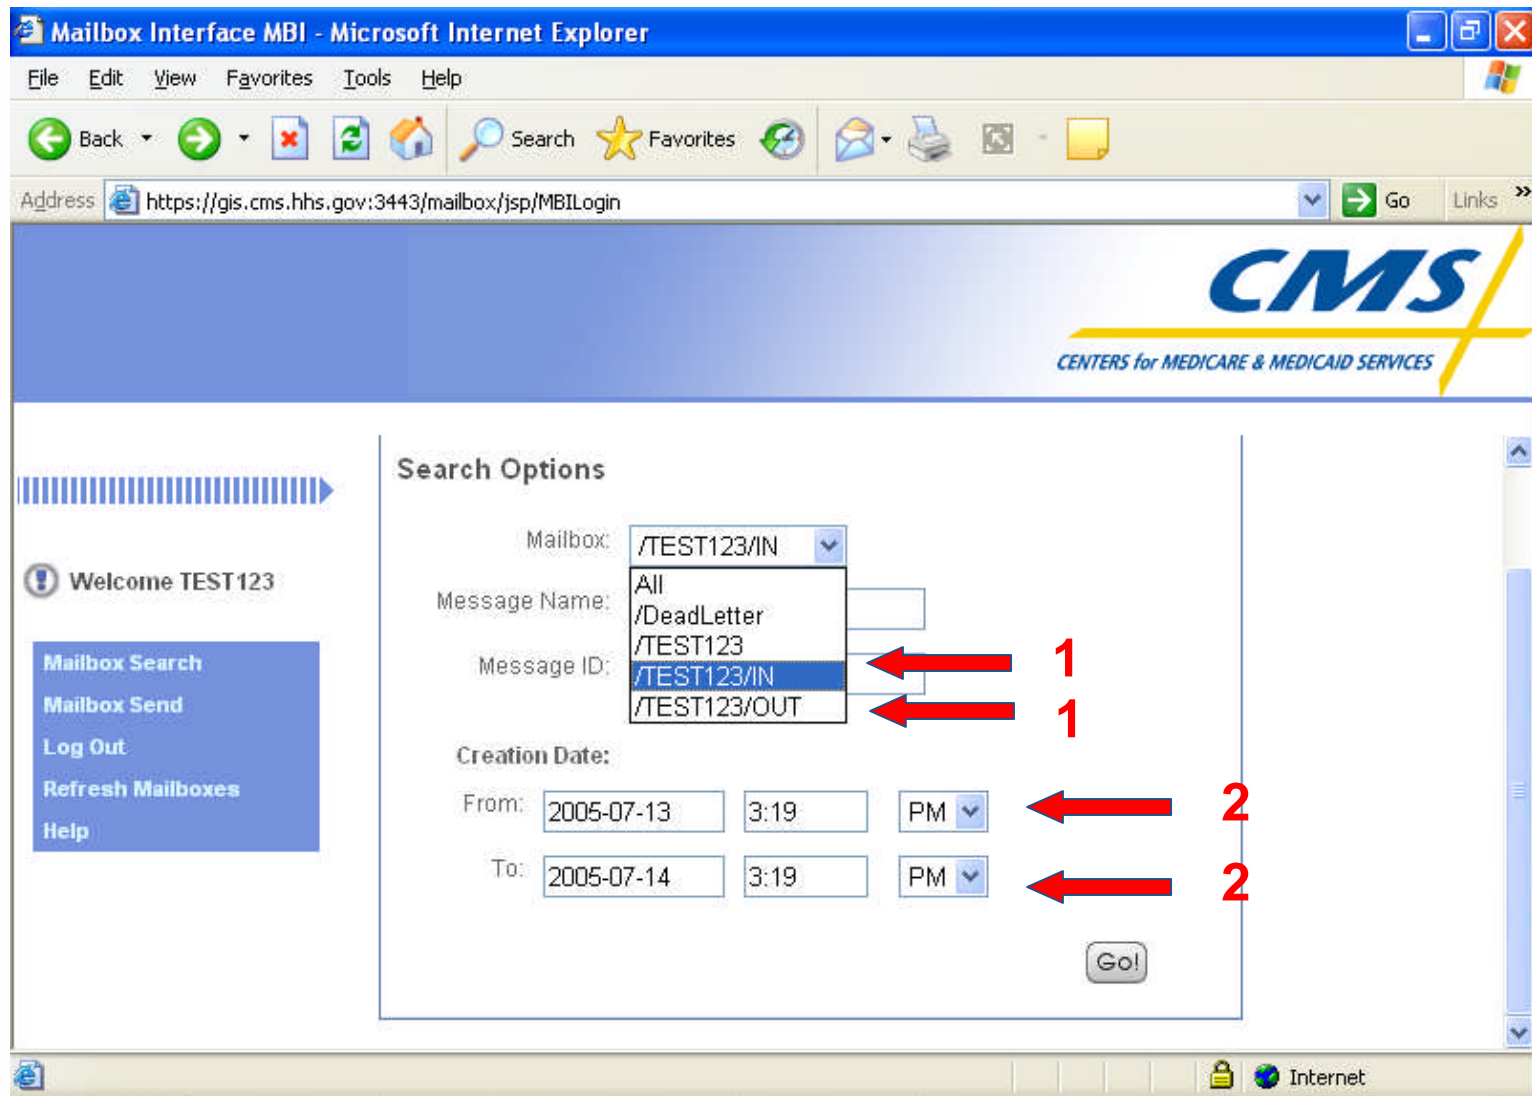 Mailbox Interface MBI - Microsoft Internet Explorer
File Edit View Favorites Tools Help
Back Search Favorites
Address https://gis.cms.hhs.gov:3443/mailbox/jsp/MBILogin Go Links »
CMS
CENTERS for MEDICARE & MEDICAID SERVICES
Welcome TEST123
Mailbox Search
Mailbox Send
Log Out
Refresh Mailboxes
Help
Search Options
Mailbox: /TEST123/IN
All
Message Name:
/DeadLetter
/TEST123
Message ID:
/TEST123/IN 1
/TEST123/OUT 1
Creation Date:
From: 2005-07-13 3:19 PM 2
To: 2005-07-14 3:19 PM 2
Go!
Internet